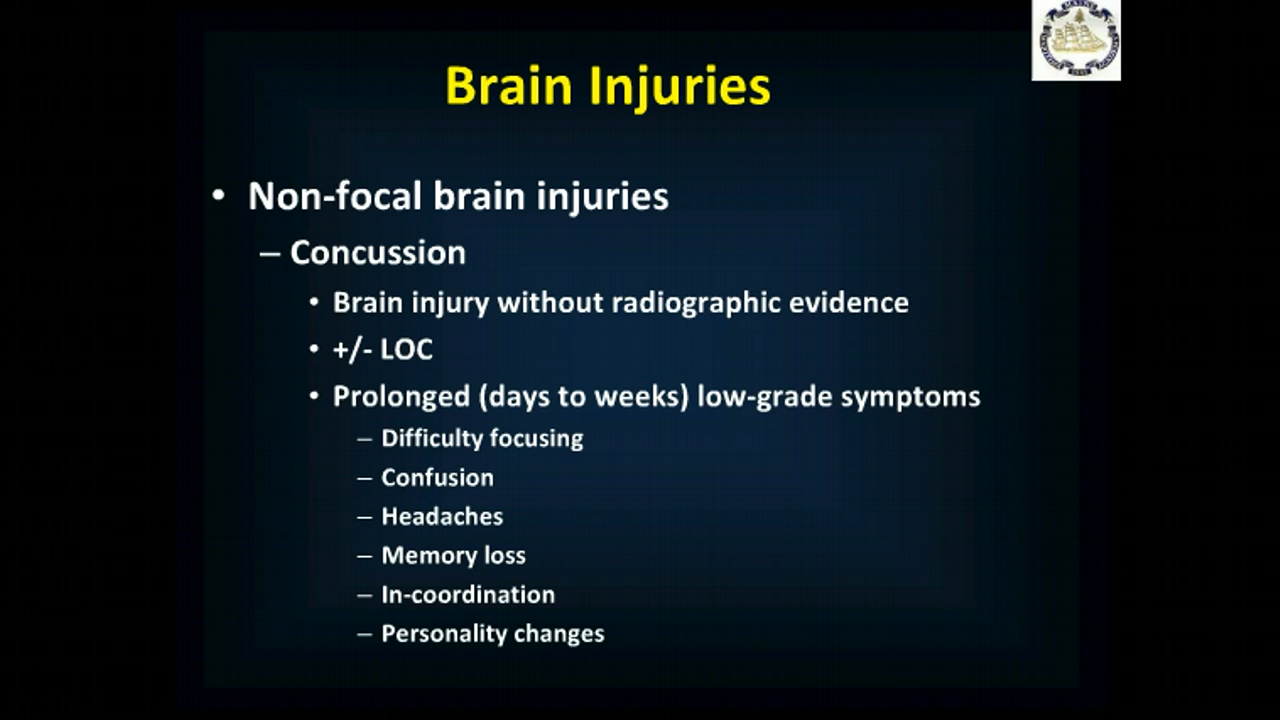 Brain Injuries
• Non-focal brain injuries
– Concussion
• Brain injury without radiographic evidence
• +/- LOC
• Prolonged (days to weeks) low-grade symptoms
– Difficulty focusing
– Confusion
– Headaches
– Memory loss
– In-coordination
– Personality changes